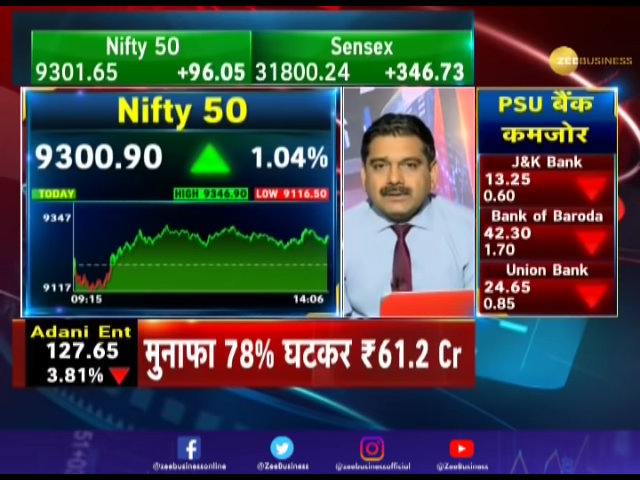 Nifty 50
9301.65 +96.05
Sensex
31800.24 +346.73
ZEEBUSINESS
Nifty 50
9300.90 1.04%
TODAY HIGH 9346.90 LOW 9116.50
9347
9117
09:15 14:06
PSU बैंक
कमजोर
J&K Bank
13.25
0.60
Bank of Baroda
42.30
1.70
Union Bank
24.65
0.85
Adani Ent
127.65
3.81%
मुनाफा 78% घटकर ₹61.2 Cr
@zeebusinessonline
@ZeeBusiness
@zeebusinessofficial
@ZeeBusiness